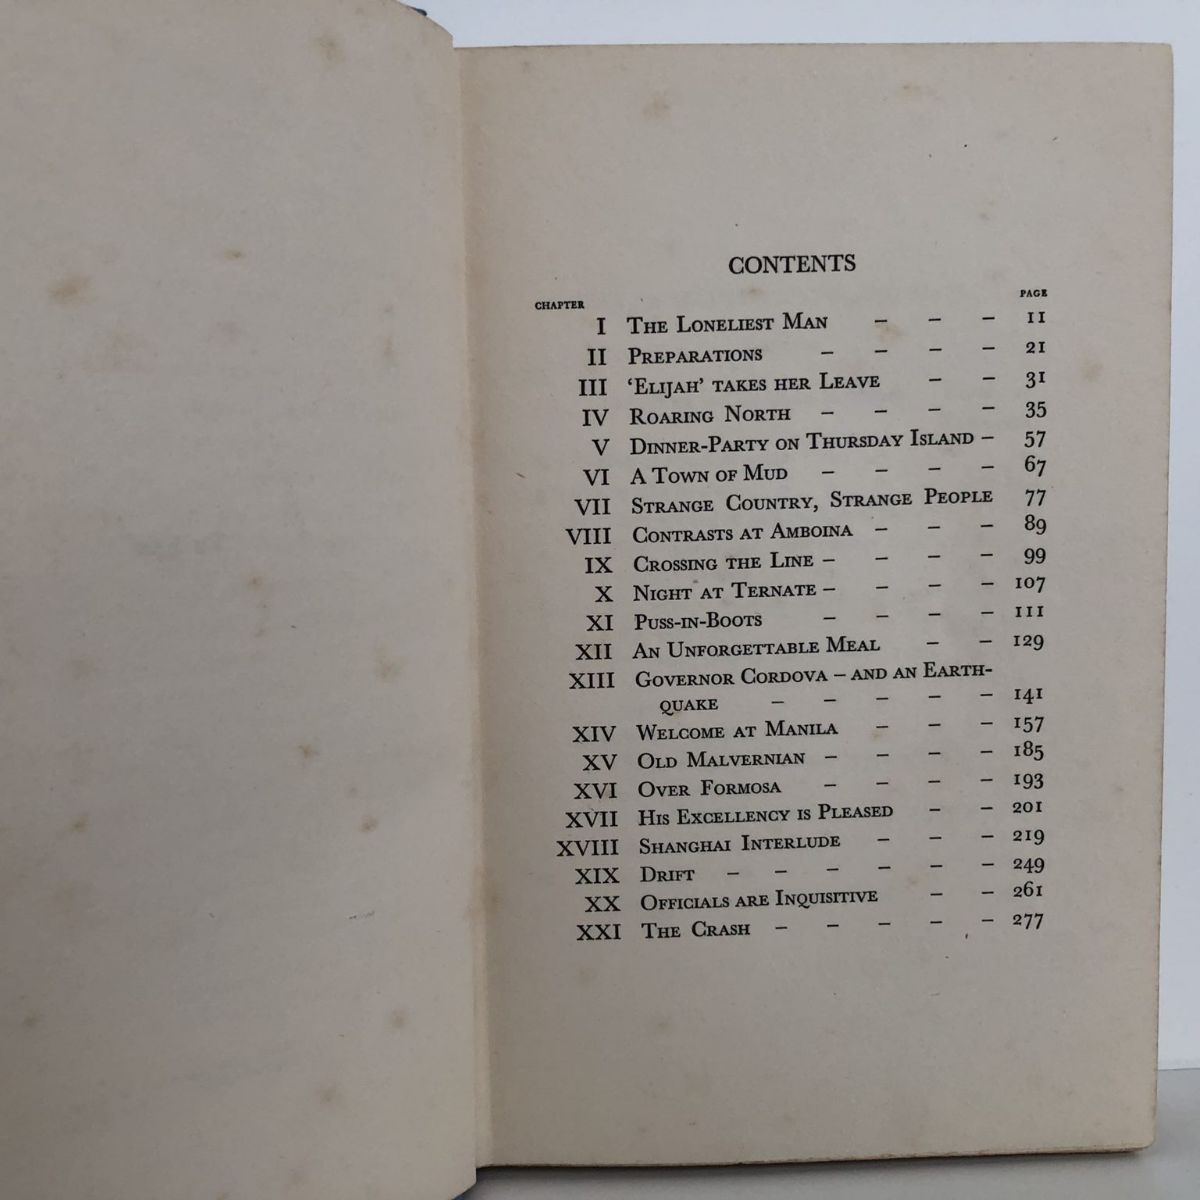 CONTENTS
CHAPTER PAGE
I THE LONELIEST MAN – – – 11
II PREPARATIONS – – – – 21
III ‘ELIJAH’ TAKES HER LEAVE – – 31
IV ROARING NORTH – – – – 35
V DINNER-PARTY ON THURSDAY ISLAND – 57
VI A TOWN OF MUD – – – – 67
VII STRANGE COUNTRY, STRANGE PEOPLE 77
VIII CONTRASTS AT AMBOINA – – – 89
IX CROSSING THE LINE – – – – 99
X NIGHT AT TERNATE – – – – 107
XI PUSS-IN-BOOTS – – – – 111
XII AN UNFORGETTABLE MEAL – – 129
XIII GOVERNOR CORDOVA – AND AN EARTH-
QUAKE – – – – – 141
XIV WELCOME AT MANILA – – – 157
XV OLD MALVERNIAN – – – – 185
XVI OVER FORMOSA – – – – 193
XVII HIS EXCELLENCY IS PLEASED – – 201
XVIII SHANGHAI INTERLUDE – – – 219
XIX DRIFT – – – – – – 249
XX OFFICIALS ARE INQUISITIVE – – 261
XXI THE CRASH – – – – – 277